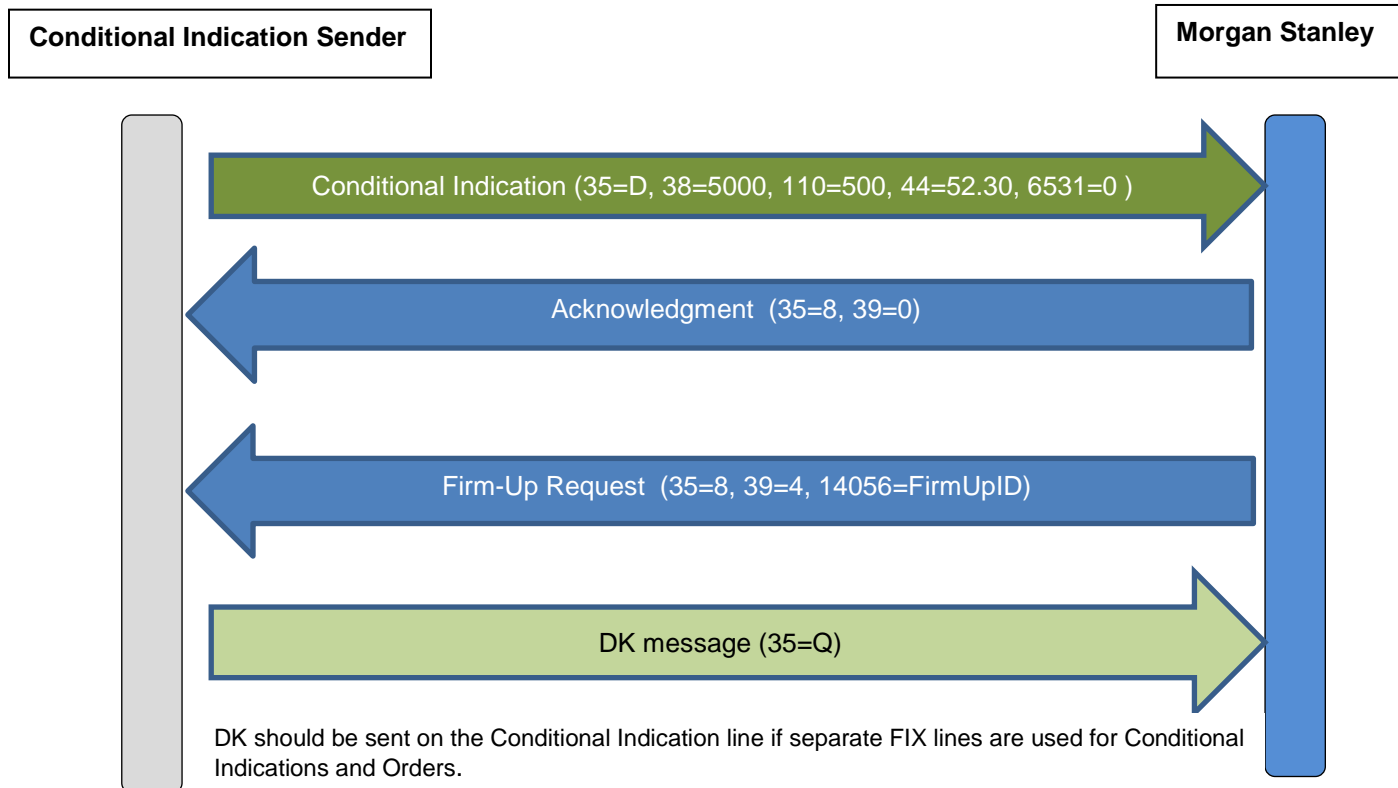 Conditional Indication Sender
Morgan Stanley
Conditional Indication (35=D, 38=5000, 110=500, 44=52.30, 6531=0 )
Acknowledgment (35=8, 39=0)
Firm-Up Request (35=8, 39=4, 14056=FirmUpID)
DK message (35=Q)
DK should be sent on the Conditional Indication line if separate FIX lines are used for Conditional
Indications and Orders.